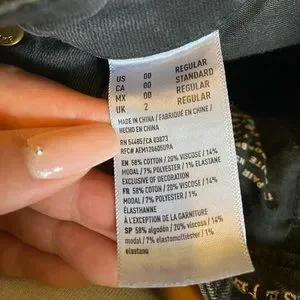 US 00 REGULAR
CA 00 STANDARD
MX 00 REGULAR
UK 2 REGULAR
MADE IN CHINA / FABRIQUÉ EN CHINE /
HECHO EN CHINA
RN 54485/CA 03873
EN 58% COTTON / 20% VISCOSE / 14%
MODAL / 7% POLYESTER / 1% ELASTANE
EXCLUSIVE OF DECORATION
FR 58% COTON / 20% VISCOSE / 14%
MODAL / 7% POLYESTER / 1%
ÉLASTHANNE
À L'EXCEPTION DE LA GARNITURE
SP 58% algodón / 20% viscosa / 14%
modal / 7% elastomultiéster / 1%
elastano